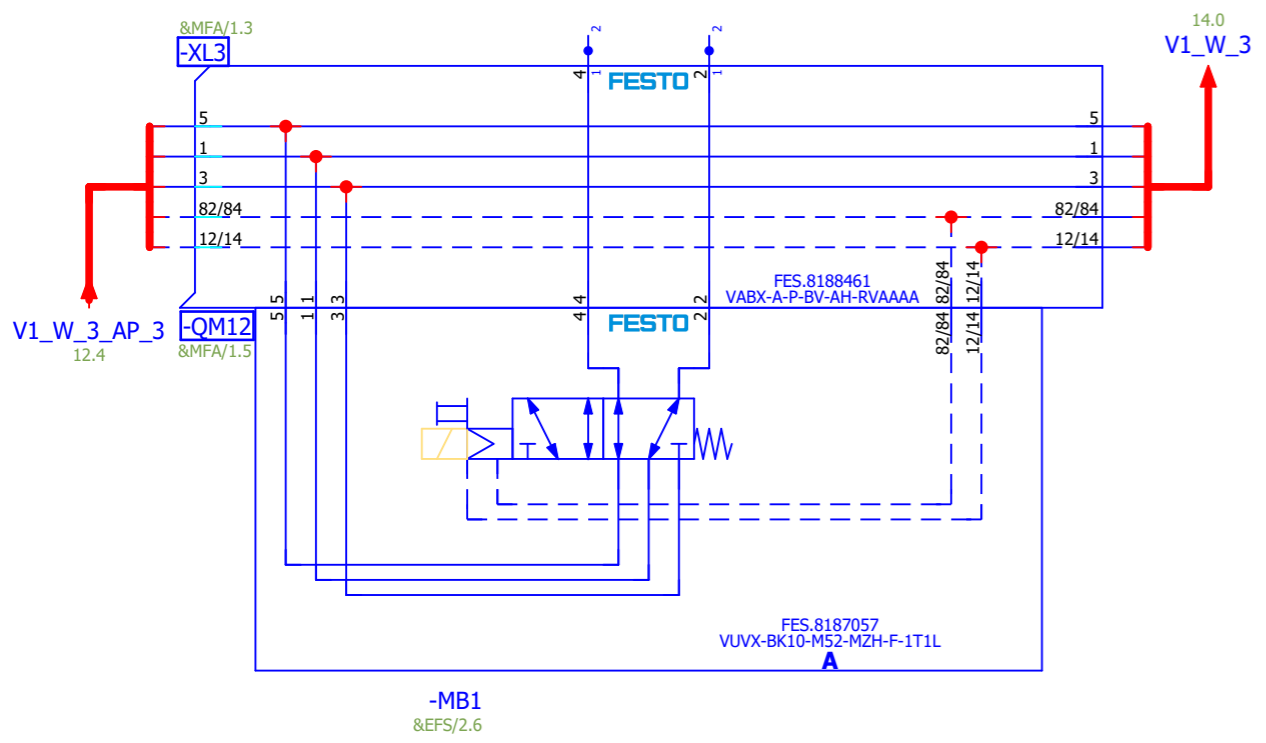 &MFA/1.3
-XL3
14.0
V1_W_3
2
2
4
1
FESTO
2
1
5
5
1
1
3
3
82/84
82/84
12/14
12/14
82/84
12/14
FES.8188461
VABX-A-P-BV-AH-RVAAAA
5
1
3
4
2
V1_W_3_AP_3
12.4
-QM12
&MFA/1.5
5
1
3
4
FESTO
2
82/84
12/14
FES.8187057
VUVX-BK10-M52-MZH-F-1T1L
A
-MB1
&EFS/2.6